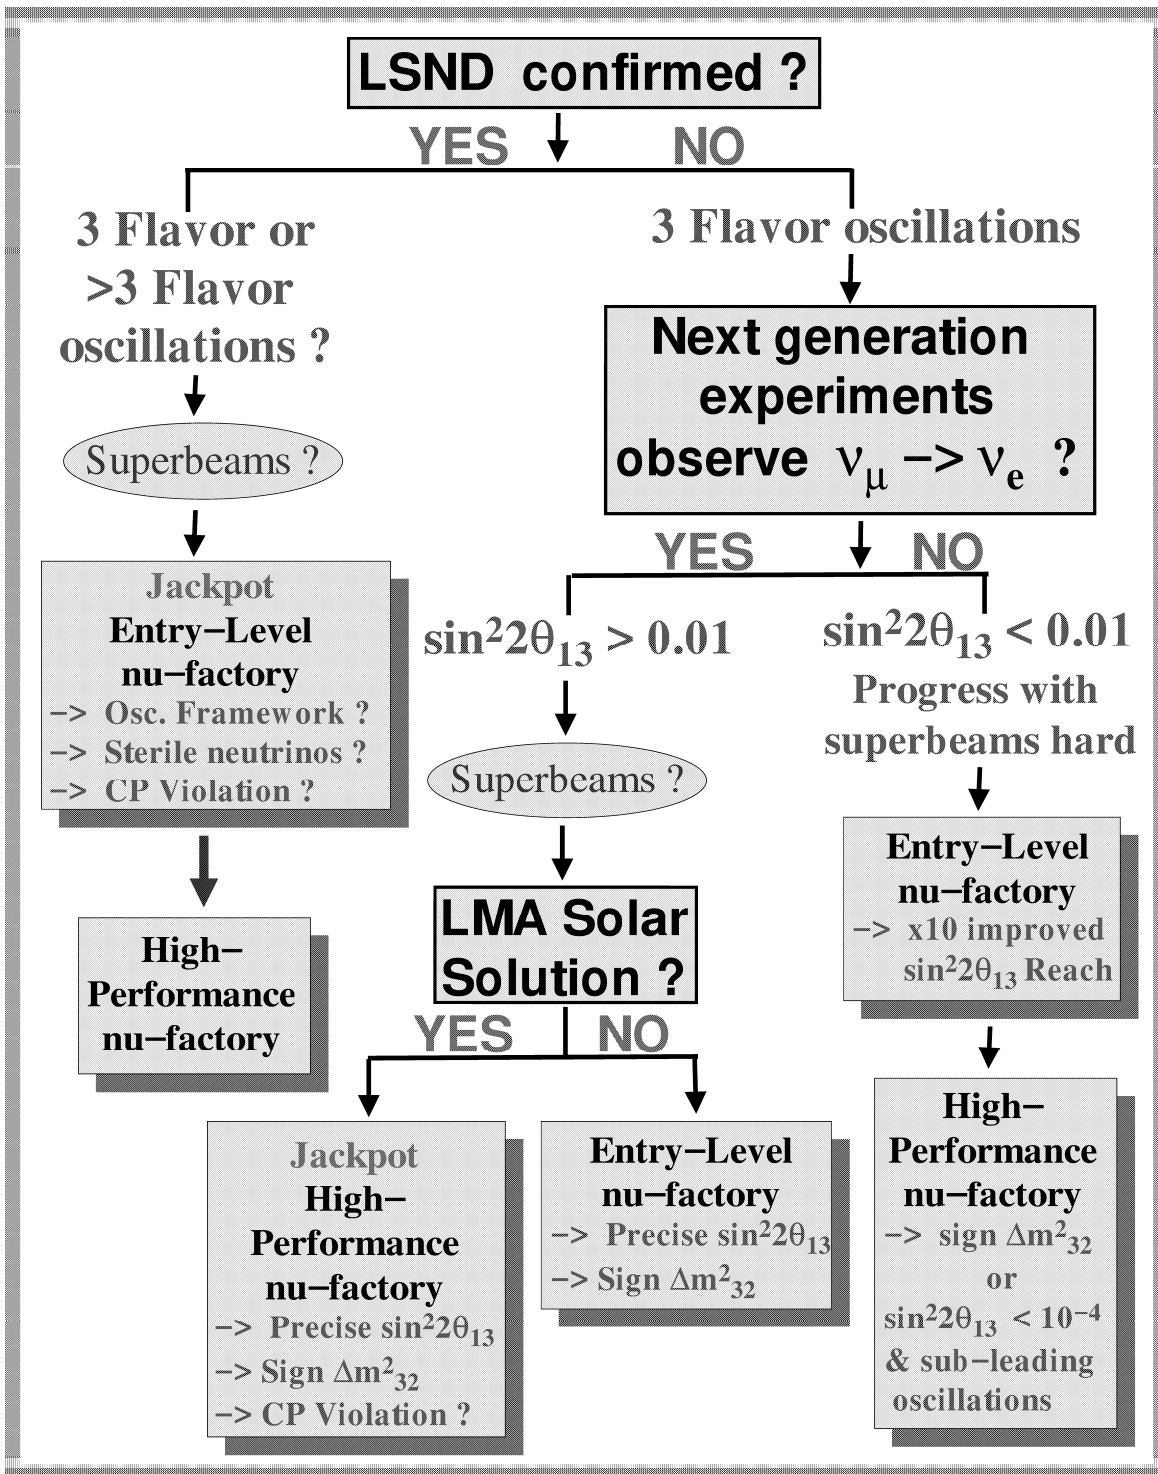 LSND confirmed ?
YES NO
3 Flavor or
>3 Flavor
oscillations ?
Superbeams ?
Jackpot
Entry−Level
nu−factory
−> Osc. Framework ?
−> Sterile neutrinos ?
−> CP Violation ?
High−
Performance
nu−factory
3 Flavor oscillations
Next generation
experiments
observe νμ −> νe ?
YES NO
sin²2θ₁₃ > 0.01
Superbeams ?
LMA Solar
Solution ?
YES NO
Jackpot
High−
Performance
nu−factory
−> Precise sin²2θ₁₃
−> Sign Δm²₃₂
−> CP Violation ?
Entry−Level
nu−factory
−> Precise sin²2θ₁₃
−> Sign Δm²₃₂
sin²2θ₁₃ < 0.01
Progress with
superbeams hard
Entry−Level
nu−factory
−> x10 improved
sin²2θ₁₃ Reach
High−
Performance
nu−factory
−> sign Δm²₃₂
or
sin²2θ₁₃ < 10⁻⁴
& sub−leading
oscillations